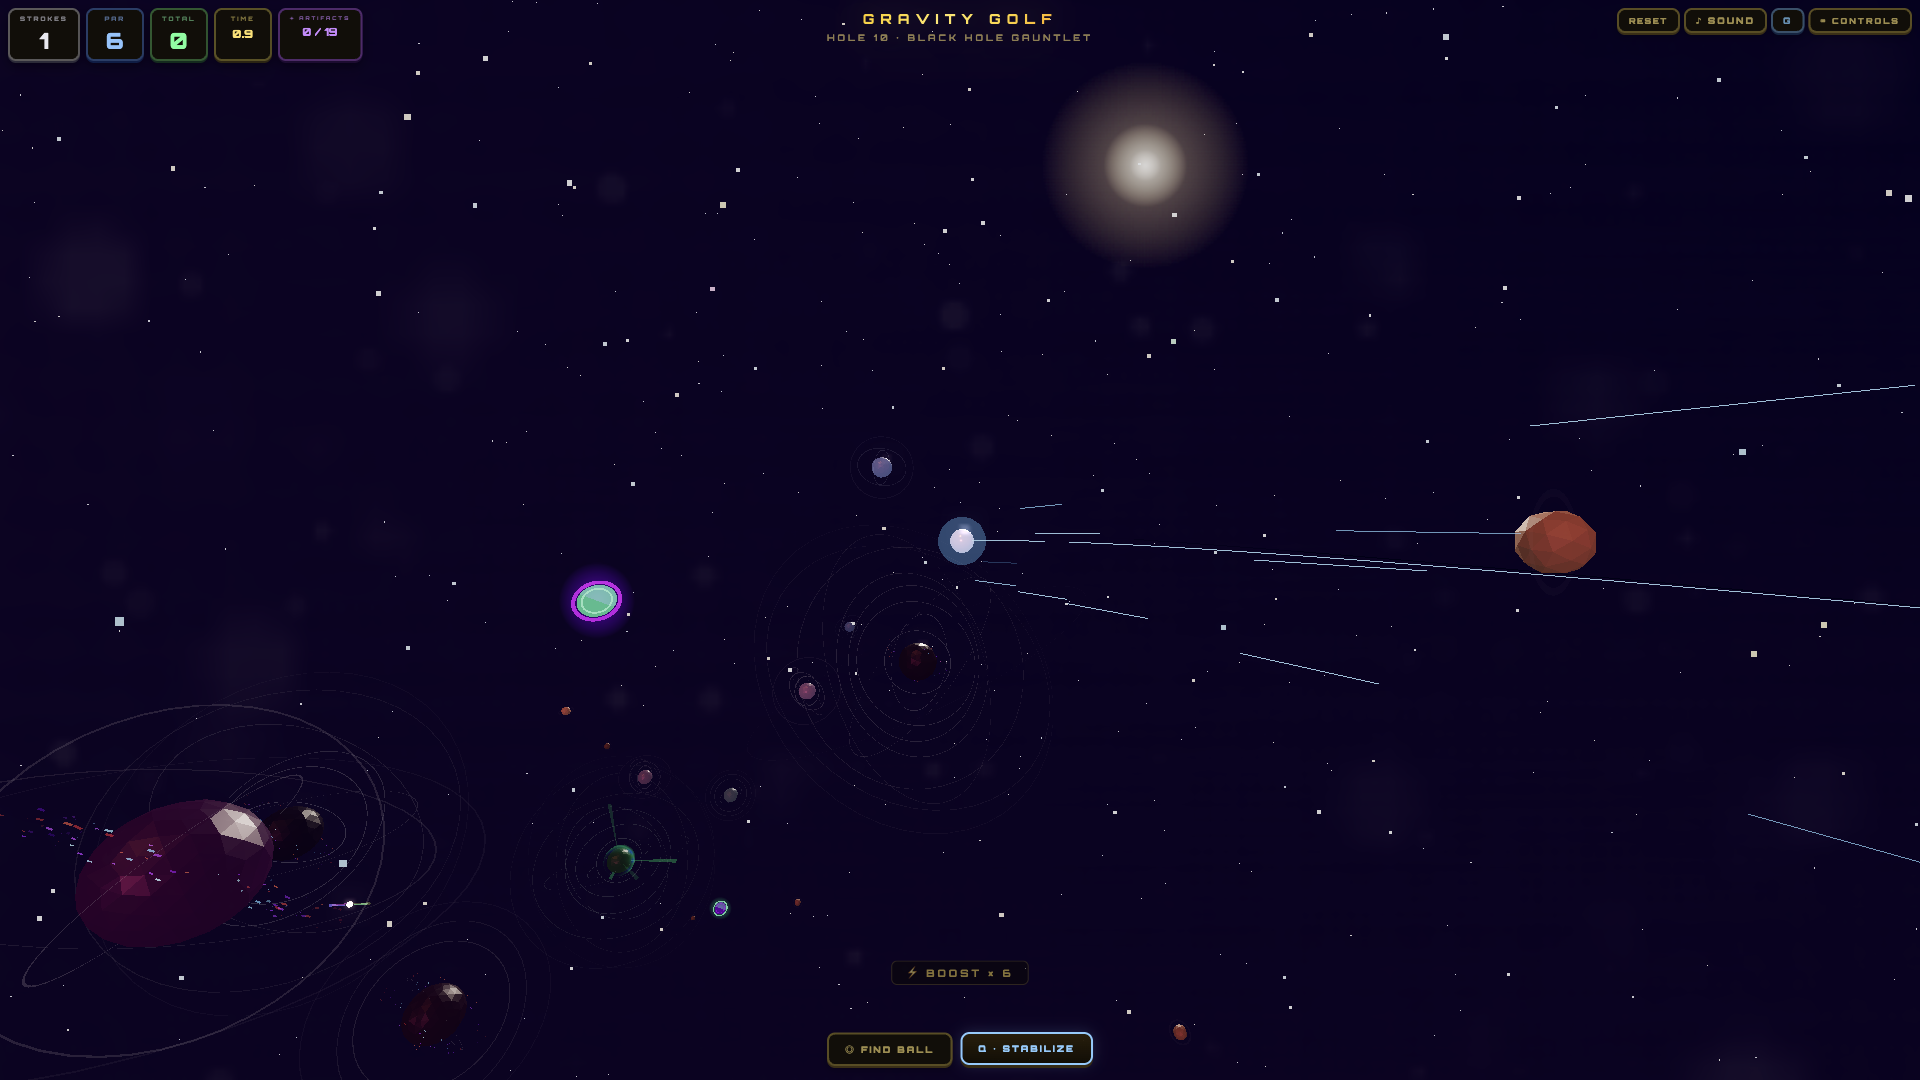 STROKES
1
PAR
6
TOTAL
0
TIME
0.9
✦ ARTIFACTS
0 / 19
GRAVITY GOLF
HOLE 10 · BLACK HOLE GAUNTLET
RESET
♪ SOUND
G
≡ CONTROLS
⚡ BOOST × 6
◎ FIND BALL
Q · STABILIZE